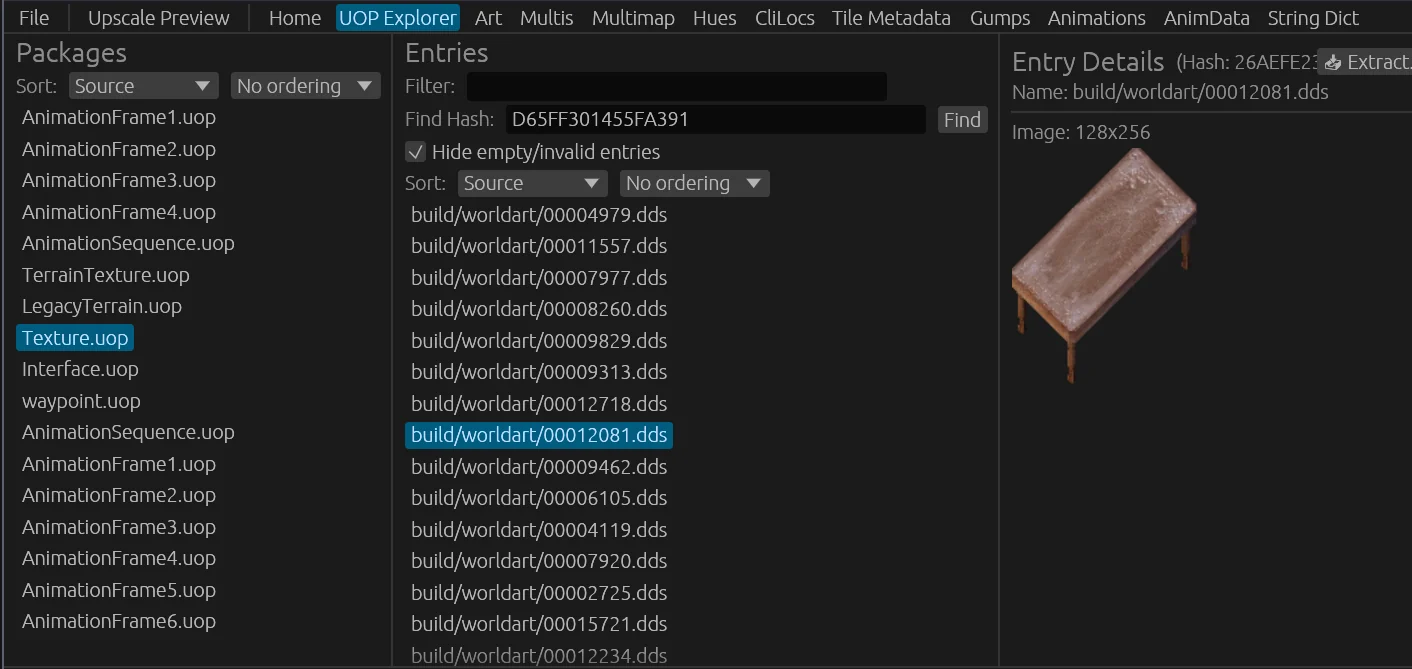 File Upscale Preview Home UOP Explorer Art Multis Multimap Hues CliLocs Tile Metadata Gumps Animations AnimData String Dict
Packages
Sort: Source No ordering
AnimationFrame1.uop
AnimationFrame2.uop
AnimationFrame3.uop
AnimationFrame4.uop
AnimationSequence.uop
TerrainTexture.uop
LegacyTerrain.uop
Texture.uop
Interface.uop
waypoint.uop
AnimationSequence.uop
AnimationFrame1.uop
AnimationFrame2.uop
AnimationFrame3.uop
AnimationFrame4.uop
AnimationFrame5.uop
AnimationFrame6.uop
Entries
Filter:
Find Hash: D65FF301455FA391 Find
Hide empty/invalid entries
Sort: Source No ordering
build/worldart/00004979.dds
build/worldart/00011557.dds
build/worldart/00007977.dds
build/worldart/00008260.dds
build/worldart/00009829.dds
build/worldart/00009313.dds
build/worldart/00012718.dds
build/worldart/00012081.dds
build/worldart/00009462.dds
build/worldart/00006105.dds
build/worldart/00004119.dds
build/worldart/00007920.dds
build/worldart/00002725.dds
build/worldart/00015721.dds
build/worldart/00012234.dds
Entry Details (Hash: 26AEFE23 Extract.
Name: build/worldart/00012081.dds
Image: 128x256